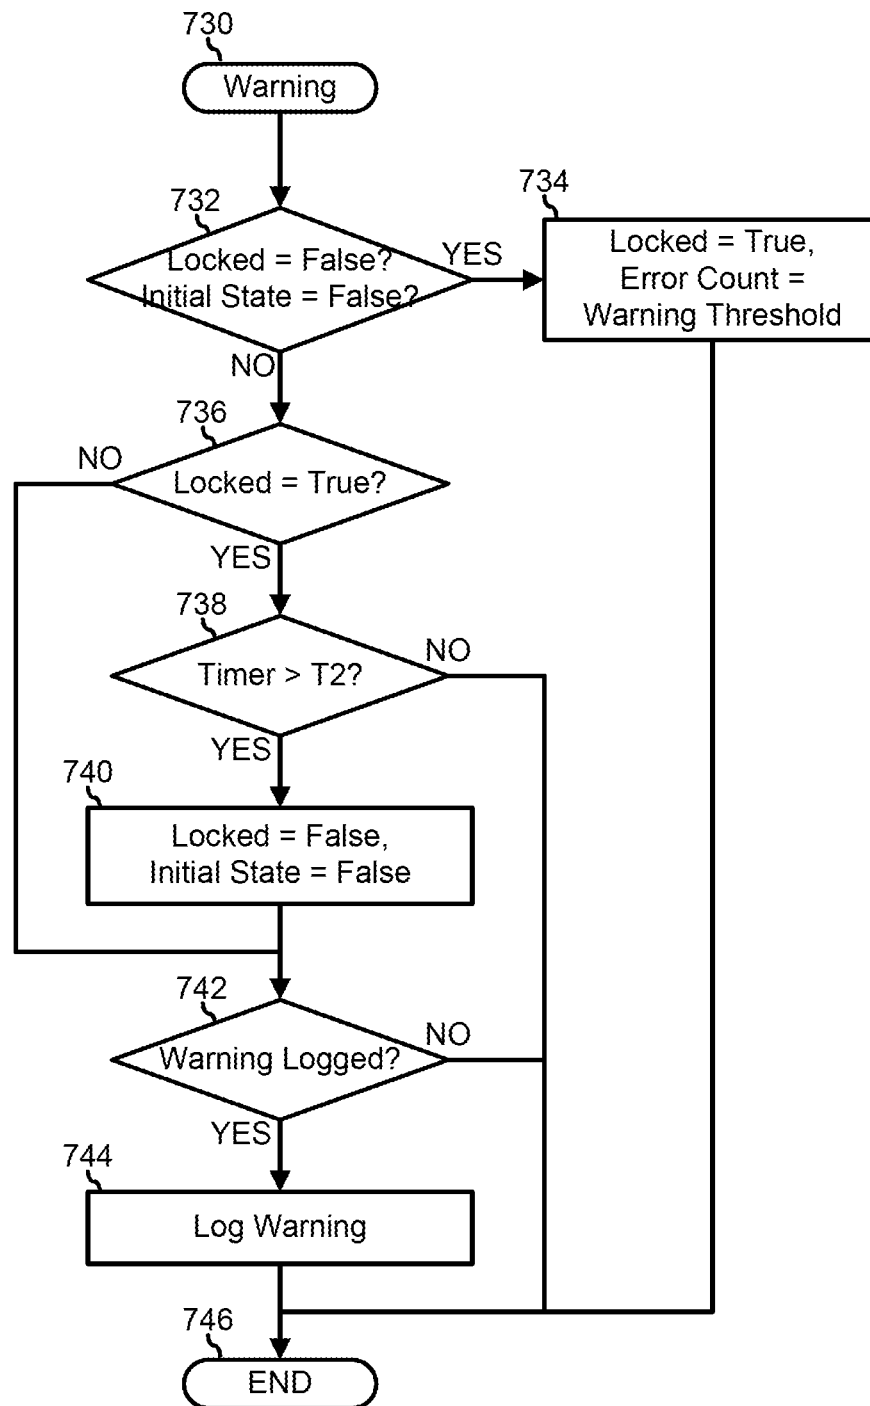 730
Warning
732
Locked = False?
Initial State = False?
YES
NO
734
Locked = True,
Error Count =
Warning Threshold
736
NO
Locked = True?
YES
738
NO
Timer > T2?
YES
740
Locked = False,
Initial State = False
742
NO
Warning Logged?
YES
744
Log Warning
746
END